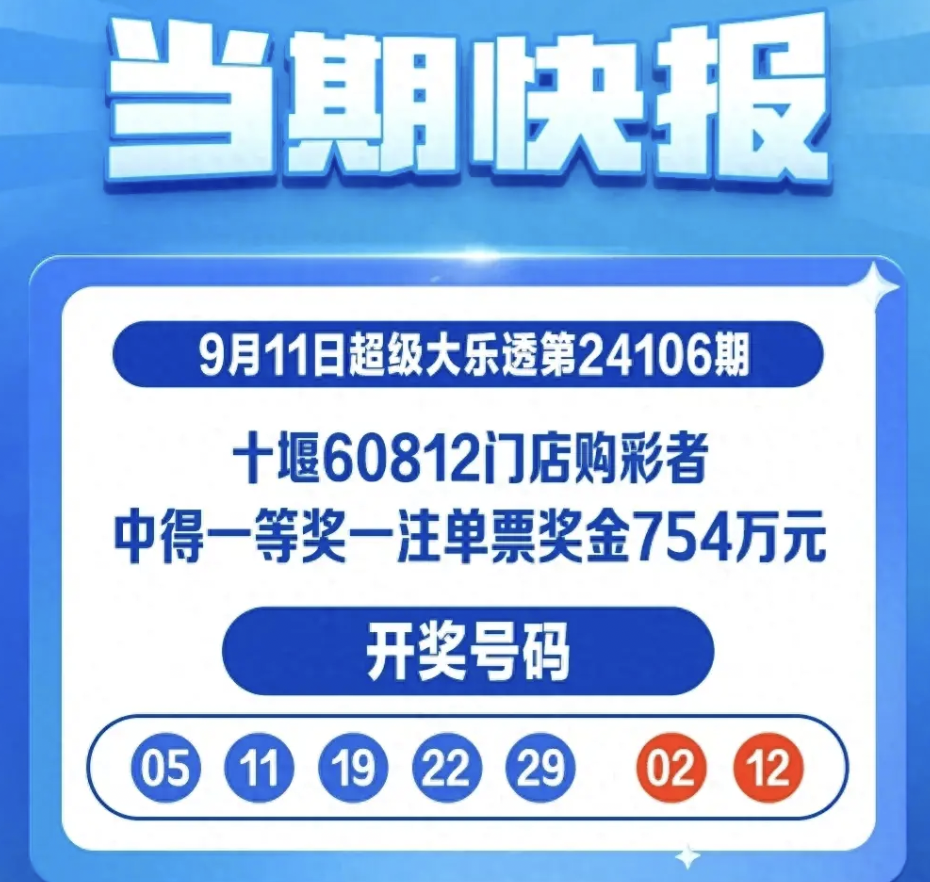 当期快报
9月11日超级大乐透第24106期
十堰60812门店购彩者
中得一等奖一注单票奖金754万元
开奖号码
05 11 19 22 29 02 12